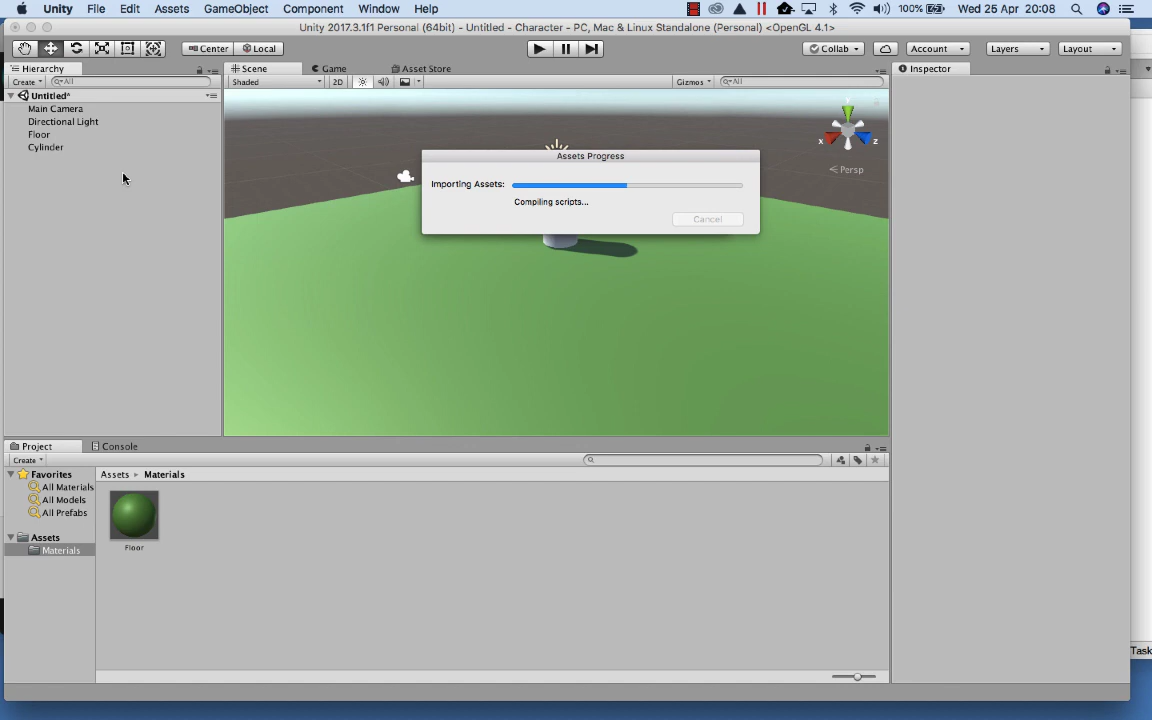 Unity File Edit Assets GameObject Component Window Help 100% Wed 25 Apr 20:08
Unity 2017.3.1f1 Personal (64bit) - Untitled - Character - PC, Mac & Linux Standalone (Personal) <OpenGL 4.1>
Center Local Collab Account Layers Layout
Hierarchy Scene Game Asset Store Inspector
Create All Shaded 2D Gizmos All
Untitled*
Main Camera
Directional Light
Floor
Cylinder
Assets Progress
Importing Assets:
Compiling scripts...
Cancel
x z
Persp
Project Console
Create
Favorites Assets Materials
All Materials
All Models
All Prefabs
Assets
Materials
Floor
Task